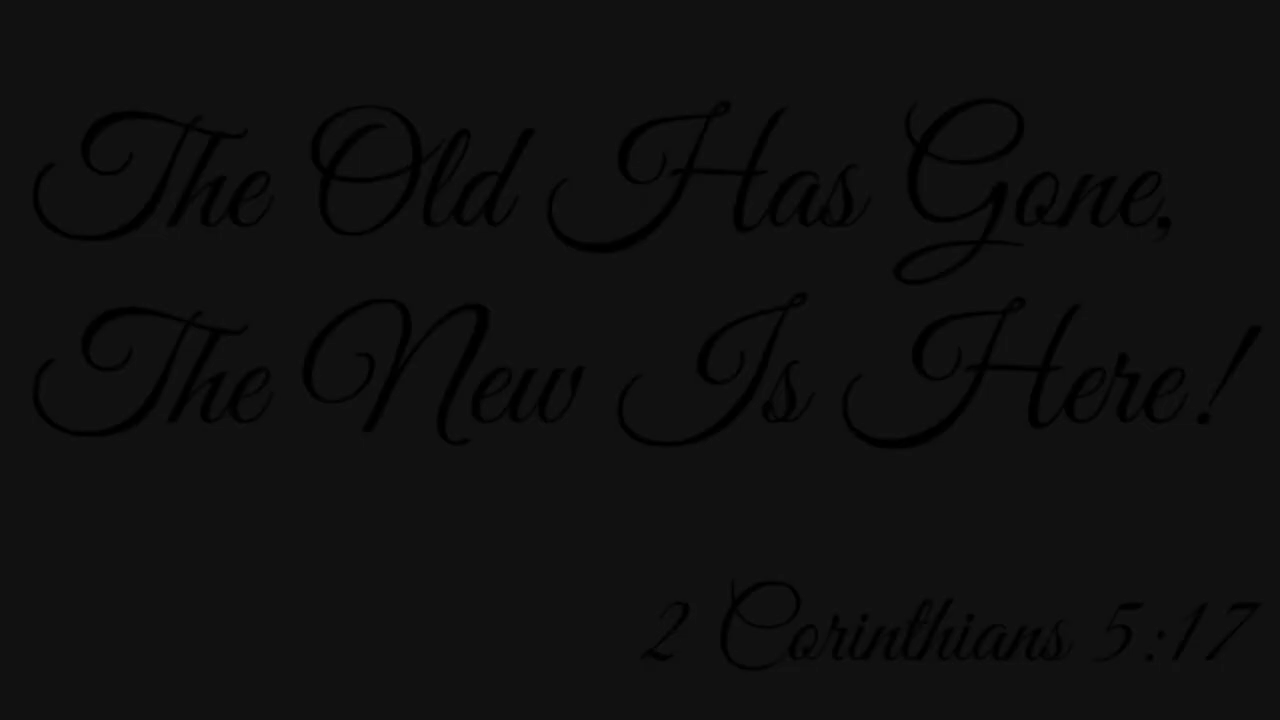 The Old Has Gone,
The New Is Here!
2 Corinthians 5:17